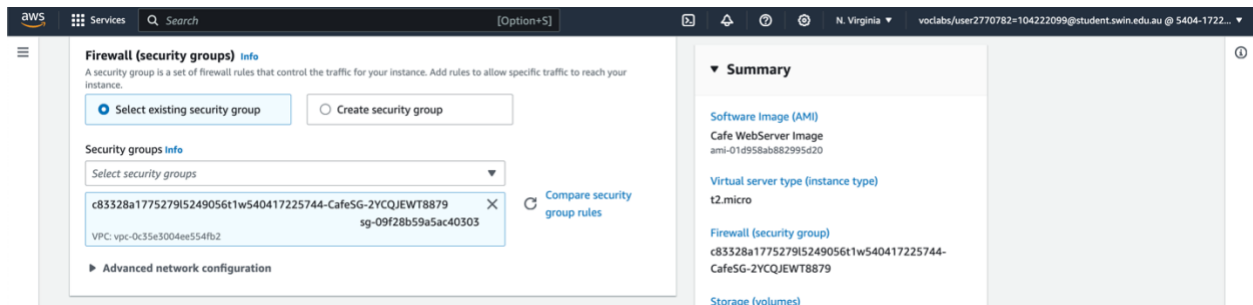 aws Services Search [Option+S] N. Virginia voclabs/user2770782=104222099@student.swin.edu.au @ 5404-1722...
Firewall (security groups) Info
A security group is a set of firewall rules that control the traffic for your instance. Add rules to allow specific traffic to reach your
instance.
Select existing security group
Create security group
Security groups Info
Select security groups
c83328a1775279l5249056t1w540417225744-CafeSG-2YCQJEWT8879
sg-09f28b59a5ac40303
VPC: vpc-0c35e3004ee554fb2
Compare security
group rules
Advanced network configuration
Summary
Software Image (AMI)
Cafe WebServer Image
ami-01d958ab882995d20
Virtual server type (instance type)
t2.micro
Firewall (security group)
c83328a1775279l5249056t1w540417225744-
CafeSG-2YCQJEWT8879
Storage (volumes)